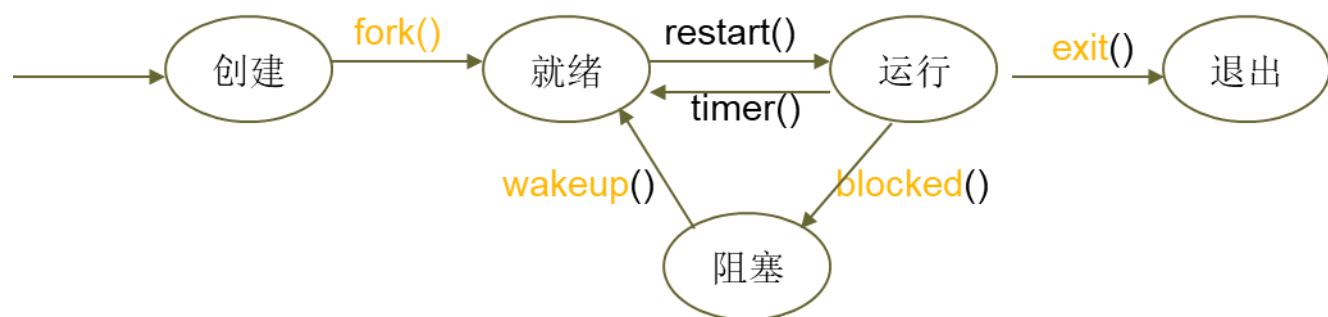 fork()
restart()
exit()
创建
就绪
运行
退出
timer()
wakeup()
blocked()
阻塞